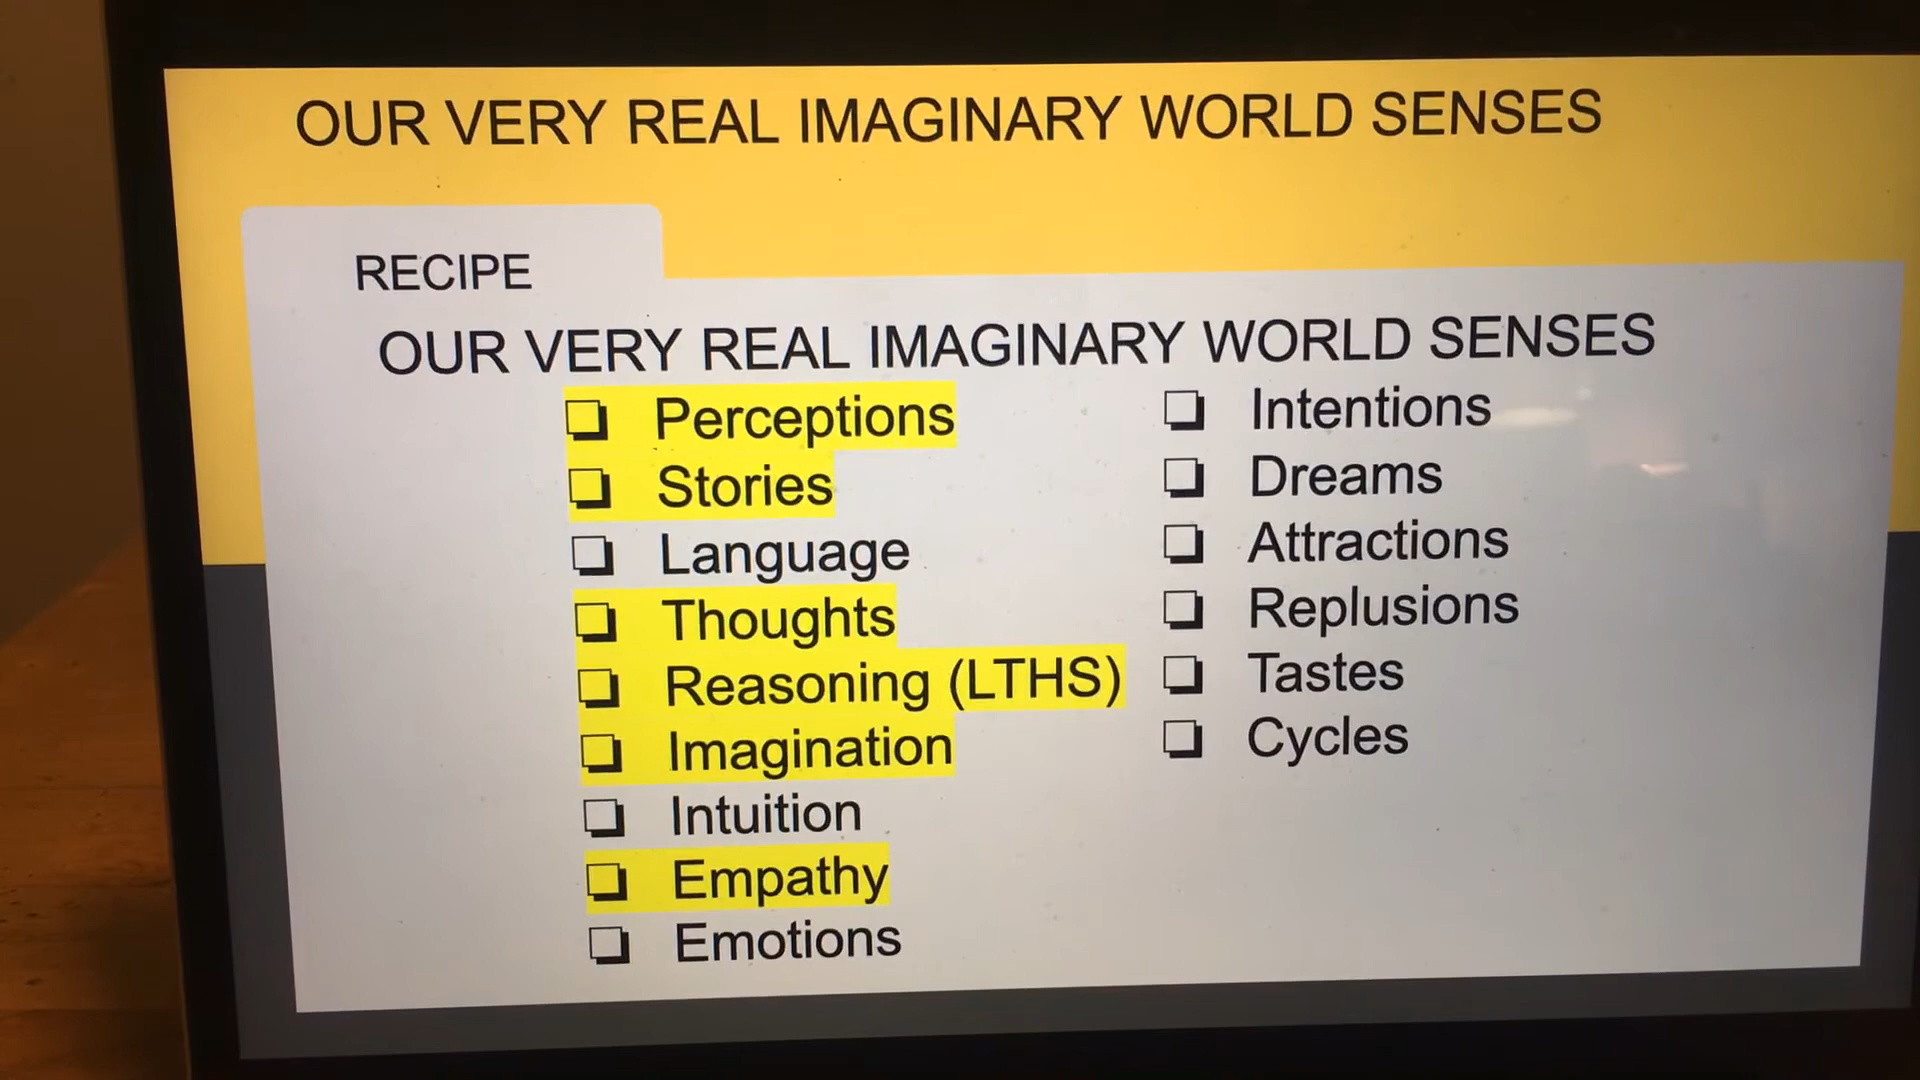 OUR VERY REAL IMAGINARY WORLD SENSES
RECIPE
OUR VERY REAL IMAGINARY WORLD SENSES
Perceptions
Stories
Language
Thoughts
Reasoning (LTHS)
Imagination
Intuition
Empathy
Emotions
Intentions
Dreams
Attractions
Replusions
Tastes
Cycles